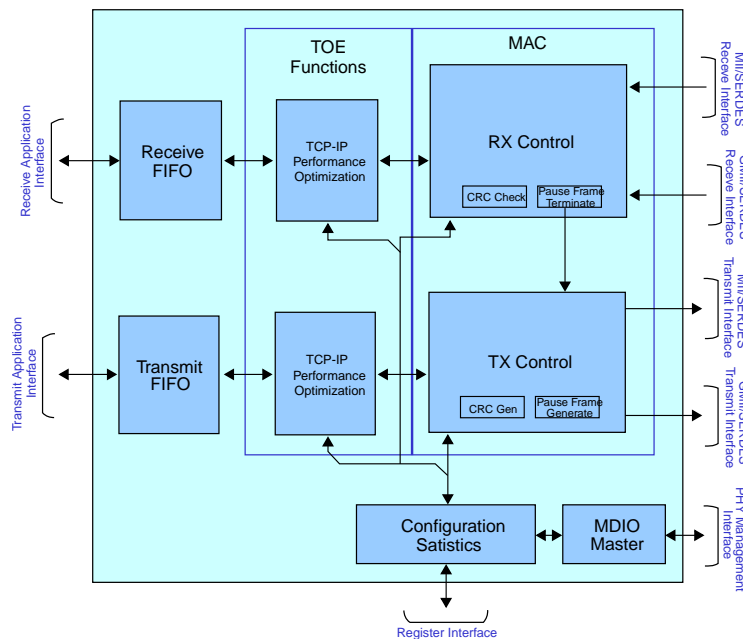 TOE
Functions
MAC
Receive Application
Interface
Receive
FIFO
TCP-IP
Performance
Optimization
RX Control
CRC Check
Pause Frame
Terminate
MII/SERDES
Receve Interface
Receive Interface
Transmit Application
Interface
Transmit
FIFO
TCP-IP
Performance
Optimization
TX Control
CRC Gen
Pause Frame
Generate
MII/SERDES
Transmit Interface
Transmit Interface
Configuration
Satistics
MDIO
Master
PHY Management
Interface
Register Interface